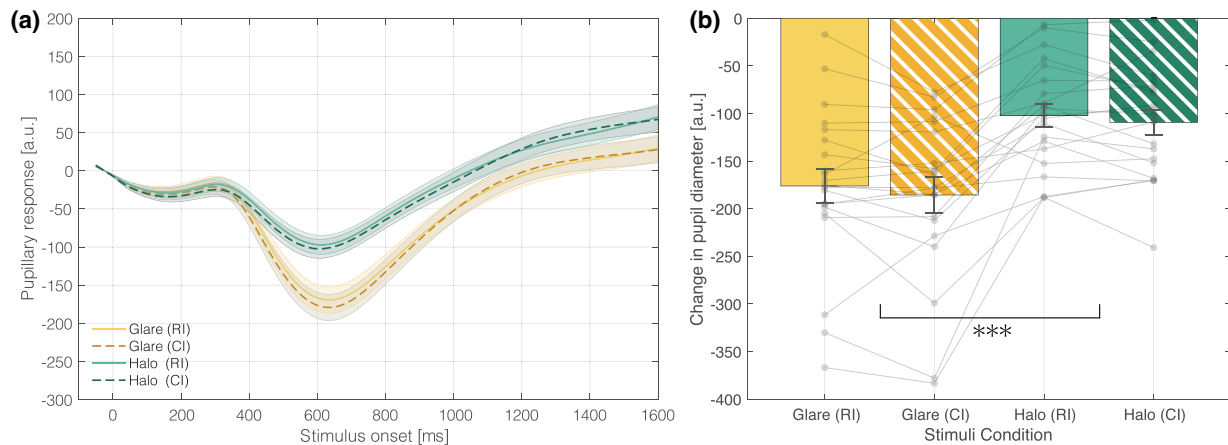 (a)
200
150
100
50
0
-50
-100
-150
-200
-250
-300
Pupillary response [a.u.]
Glare (RI)
Glare (CI)
Halo (RI)
Halo (CI)
0 200 400 600 800 1000 1200 1400 1600
Stimulus onset [ms]
(b)
0
-50
-100
-150
-200
-250
-300
-350
-400
Change in pupil diameter [a.u.]
***
Glare (RI) Glare (CI) Halo (RI) Halo (CI)
Stimuli Condition